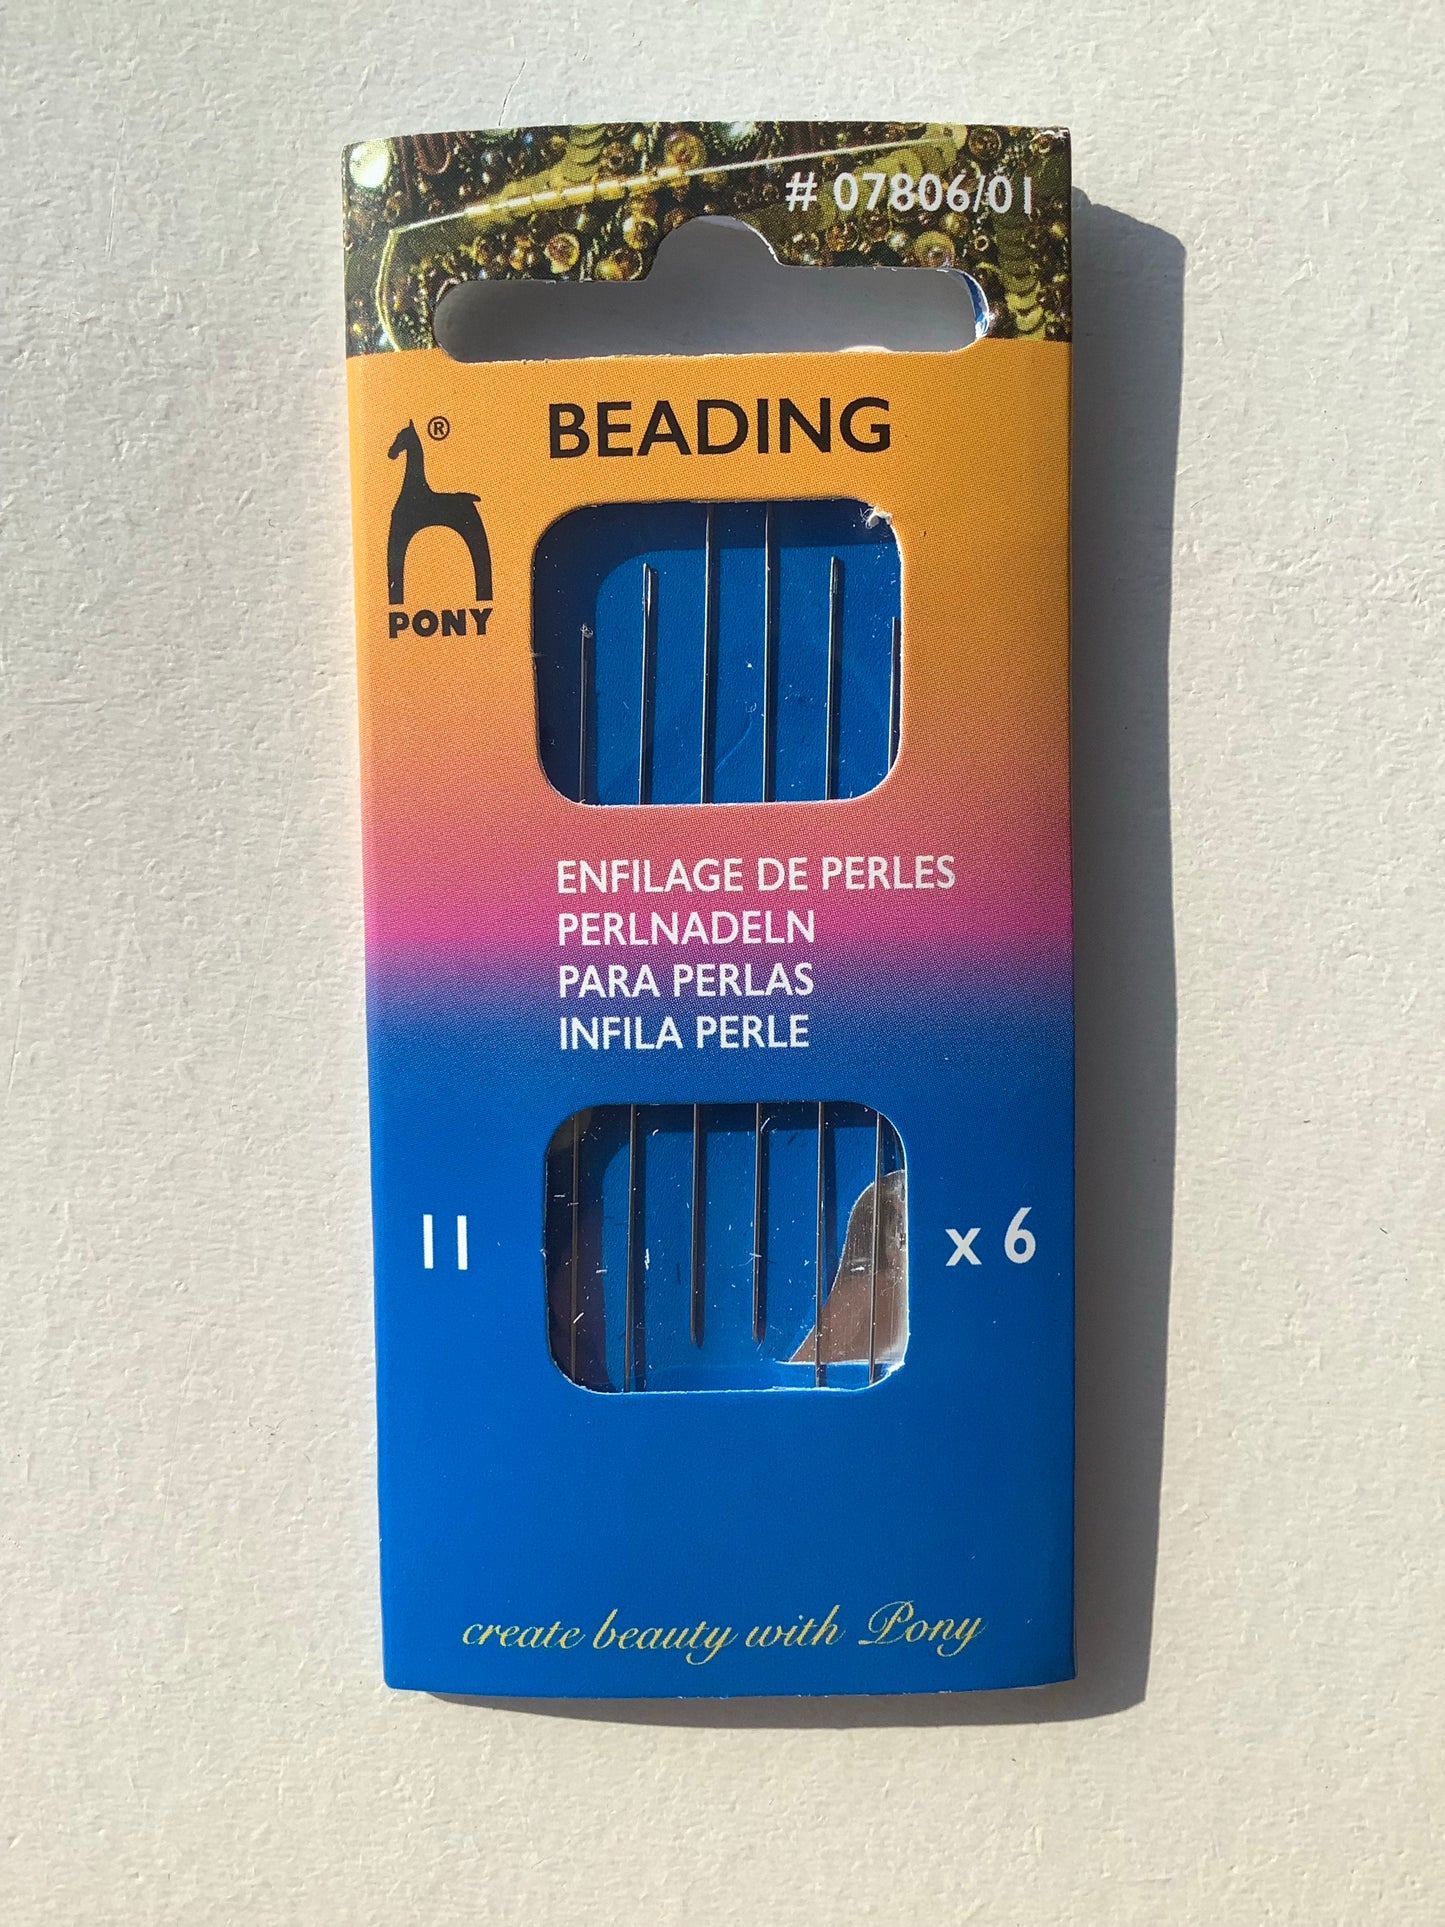 # 07806/01
BEADING
®
PONY
ENFILAGE DE PERLES
PERLNADELN
PARA PERLAS
INFILA PERLE
11
x 6
create beauty with Pony